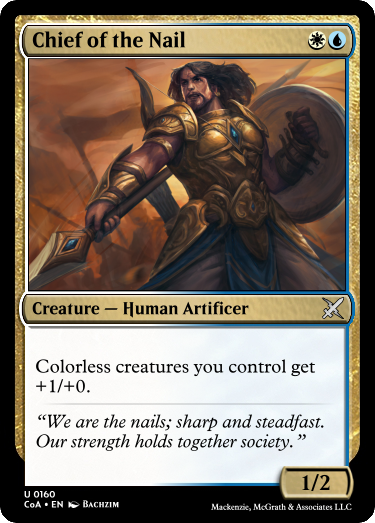 Chief of the Nail
Creature — Human Artificer
Colorless creatures you control get
+1/+0.
“We are the nails; sharp and steadfast.
Our strength holds together society.”
1/2
U 0160
CoA • EN Bachzim
Mackenzie, McGrath & Associates LLC